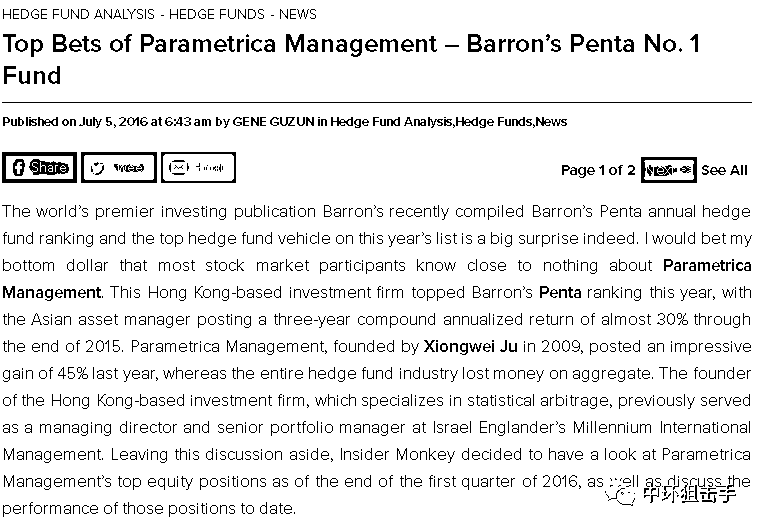 HEDGE FUND ANALYSIS - HEDGE FUNDS - NEWS
Top Bets of Parametrica Management – Barron’s Penta No. 1
Fund
Published on July 5, 2016 at 6:43 am by GENE GUZUN in Hedge Fund Analysis,Hedge Funds,News
Share Tweet Email Page 1 of 2 Next See All
The world’s premier investing publication Barron’s recently compiled Barron’s Penta annual hedge
fund ranking and the top hedge fund vehicle on this year’s list is a big surprise indeed. I would bet my
bottom dollar that most stock market participants know close to nothing about Parametrica
Management. This Hong Kong-based investment firm topped Barron’s Penta ranking this year, with
the Asian asset manager posting a three-year compound annualized return of almost 30% through
the end of 2015. Parametrica Management, founded by Xiongwei Ju in 2009, posted an impressive
gain of 45% last year, whereas the entire hedge fund industry lost money on aggregate. The founder
of the Hong Kong-based investment firm, which specializes in statistical arbitrage, previously served
as a managing director and senior portfolio manager at Israel Englander’s Millennium International
Management. Leaving this discussion aside, Insider Monkey decided to have a look at Parametrica
Management’s top equity positions as of the end of the first quarter of 2016, as well as discuss the
performance of those positions to date.
中环狙击手